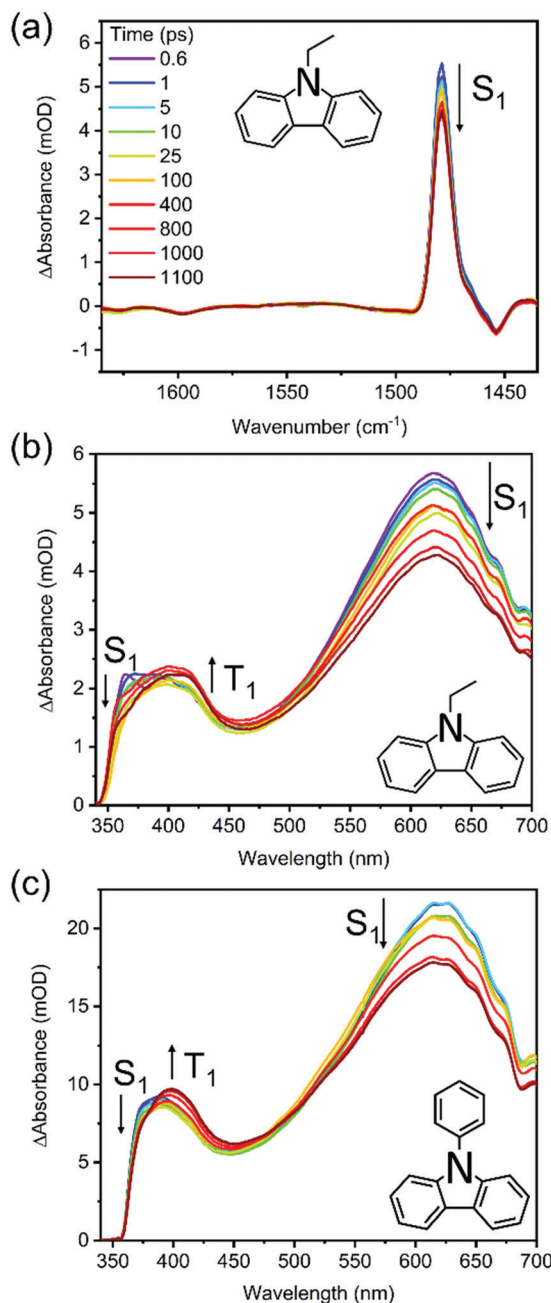 (a)
Time (ps)
0.6
1
5
10
25
100
400
800
1000
1100
N
S₁
ΔAbsorbance (mOD)
6
5
4
3
2
1
0
-1
1600 1550 1500 1450
Wavenumber (cm⁻¹)
(b)
ΔAbsorbance (mOD)
6
5
4
3
2
1
0
S₁
S₁
T₁
N
350 400 450 500 550 600 650 700
Wavelength (nm)
(c)
ΔAbsorbance (mOD)
20
15
10
5
0
S₁
S₁
T₁
N
350 400 450 500 550 600 650 700
Wavelength (nm)